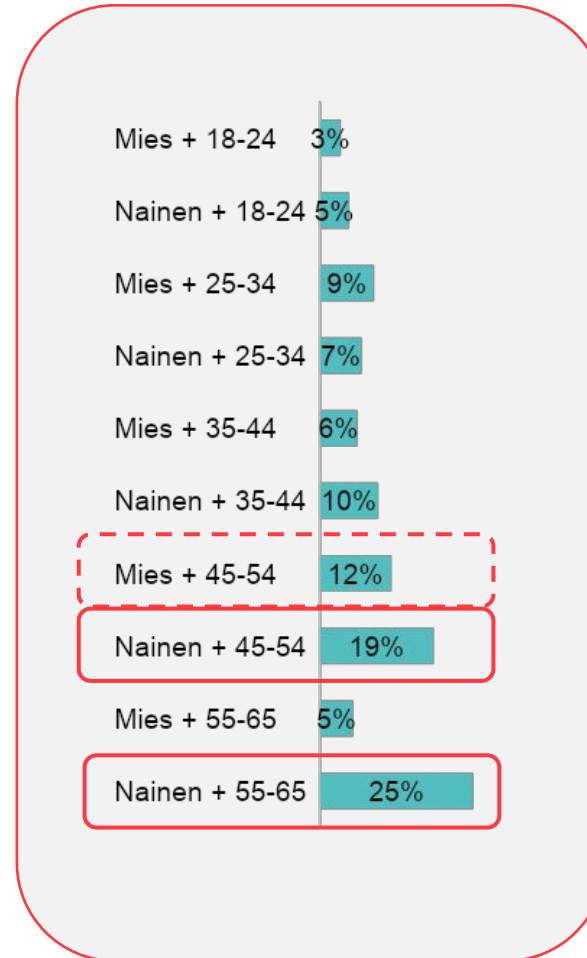 Mies + 18-24 3%
Nainen + 18-24 5%
Mies + 25-34 9%
Nainen + 25-34 7%
Mies + 35-44 6%
Nainen + 35-44 10%
Mies + 45-54 12%
Nainen + 45-54 19%
Mies + 55-65 5%
Nainen + 55-65 25%